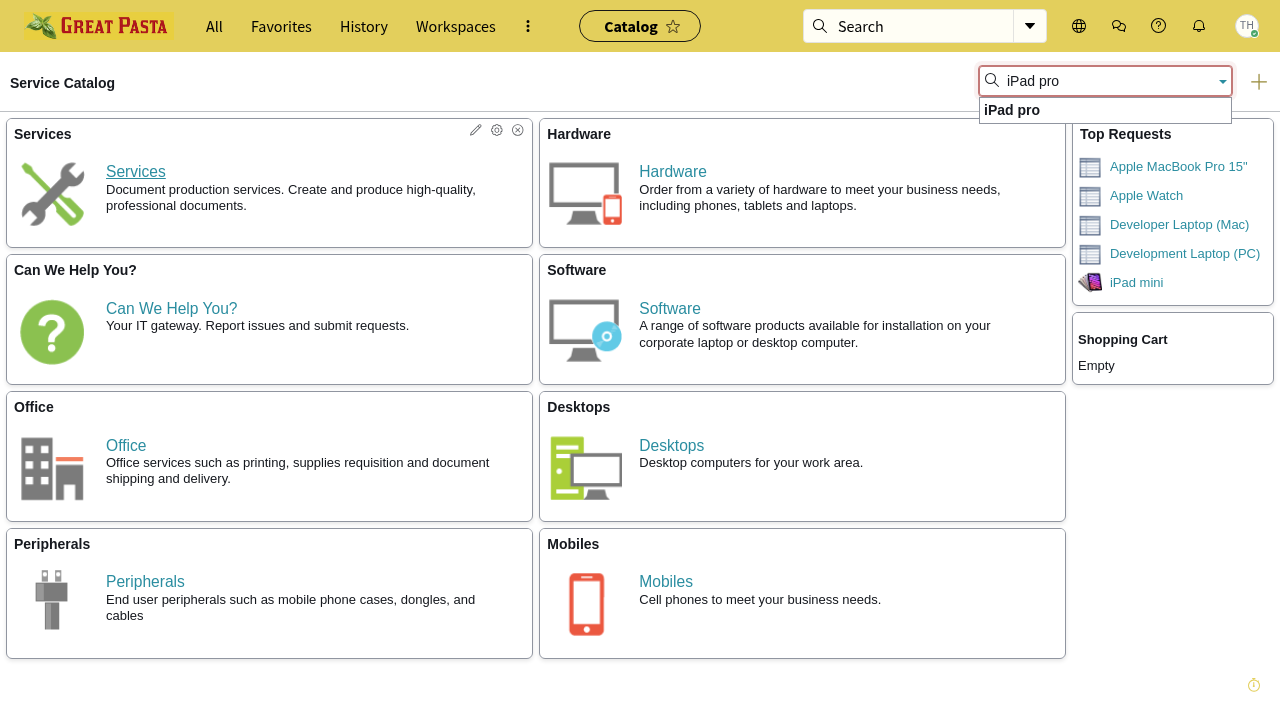 GREAT PASTA
All
Favorites
History
Workspaces
Catalog
Search
TH
Service Catalog
iPad pro
iPad pro
Services
Services
Document production services. Create and produce high-quality,
professional documents.
Hardware
Hardware
Order from a variety of hardware to meet your business needs,
including phones, tablets and laptops.
Top Requests
Apple MacBook Pro 15"
Apple Watch
Developer Laptop (Mac)
Development Laptop (PC)
iPad mini
Can We Help You?
Can We Help You?
Your IT gateway. Report issues and submit requests.
Software
Software
A range of software products available for installation on your
corporate laptop or desktop computer.
Shopping Cart
Empty
Office
Office
Office services such as printing, supplies requisition and document
shipping and delivery.
Desktops
Desktops
Desktop computers for your work area.
Peripherals
Peripherals
End user peripherals such as mobile phone cases, dongles, and
cables
Mobiles
Mobiles
Cell phones to meet your business needs.